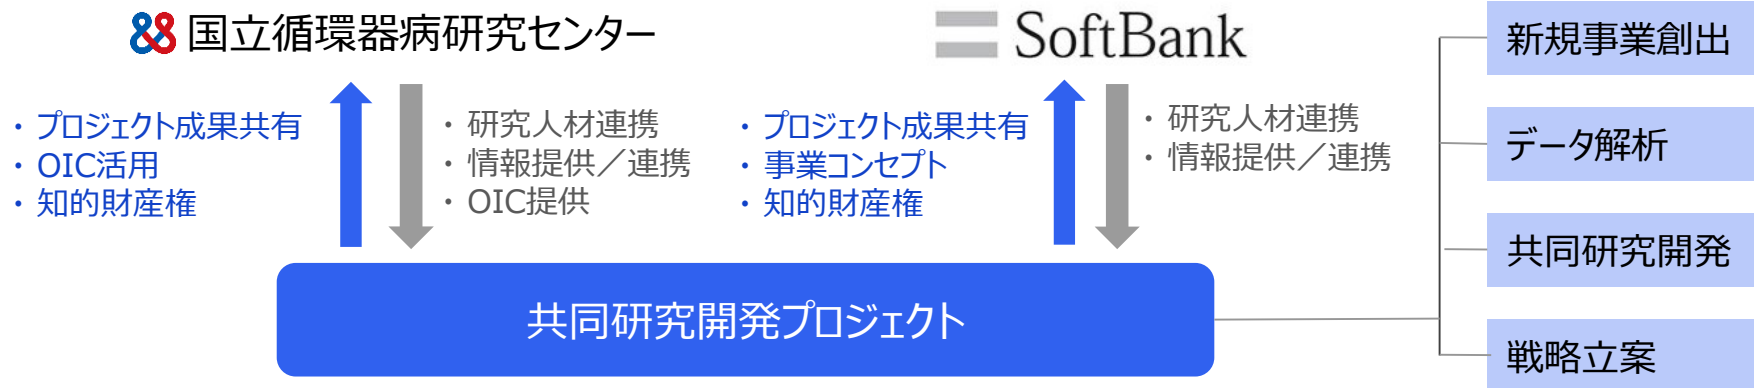 国立循環器病研究センター
SoftBank
・ プロジェクト成果共有
・ OIC活用
・ 知的財産権
・ 研究人材連携
・ 情報提供／連携
・ OIC提供
・ プロジェクト成果共有
・ 事業コンセプト
・ 知的財産権
・ 研究人材連携
・ 情報提供／連携
共同研究開発プロジェクト
新規事業創出
データ解析
共同研究開発
戦略立案